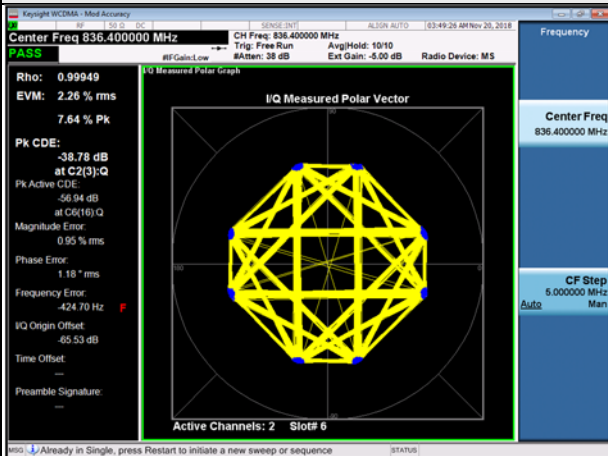 Keysight WCDMA - Mod Accuracy
RF 50 Ω DC SENSE:INT ALIGN AUTO 03:49:26 AM Nov 20, 2018
Center Freq 836.400000 MHz
CH Freq: 836.400000 MHz
Trig: Free Run Avg|Hold: 10/10
PASS
#IFGain:Low #Atten: 38 dB Ext Gain: -5.00 dB Radio Device: MS
Frequency
I/Q Measured Polar Graph
Rho: 0.99949
EVM: 2.26 % rms
7.64 % Pk
Pk CDE:
-38.78 dB
at C2(3):Q
Pk Active CDE:
-56.94 dB
at C6(16):Q
Magnitude Error:
0.95 % rms
Phase Error:
1.18 ° rms
Frequency Error:
-424.70 Hz F
I/Q Origin Offset:
-65.53 dB
Time Offset:
---
Preamble Signature:
---
I/Q Measured Polar Vector
90
180
0
-90
Active Channels: 2 Slot# 6
Center Freq
836.400000 MHz
CF Step
5.000000 MHz
Auto Man
MSG Already in Single, press Restart to initiate a new sweep or sequence STATUS